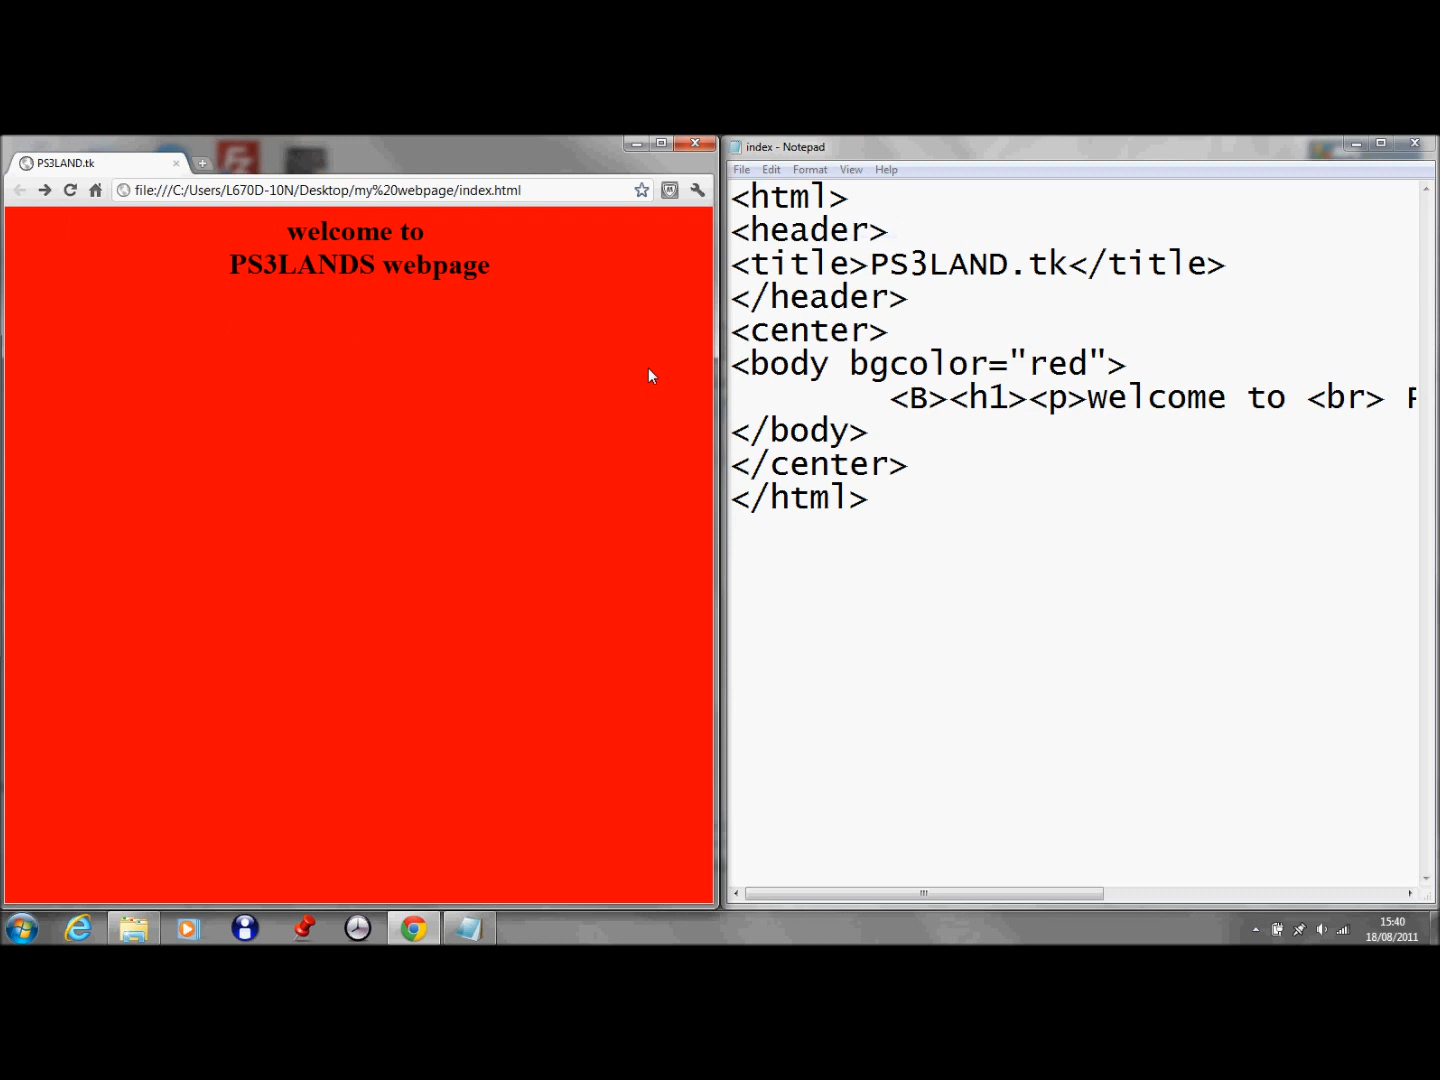 PS3LAND.tk
file:///C:/Users/L670D-10N/Desktop/my%20webpage/index.html
welcome to
PS3LANDS webpage
index - Notepad
File Edit Format View Help
<html>
<header>
<title>PS3LAND.tk</title>
</header>
<center>
<body bgcolor="red">
<B><h1><p>welcome to <br>
</body>
</center>
</html>
15:40
18/08/2011